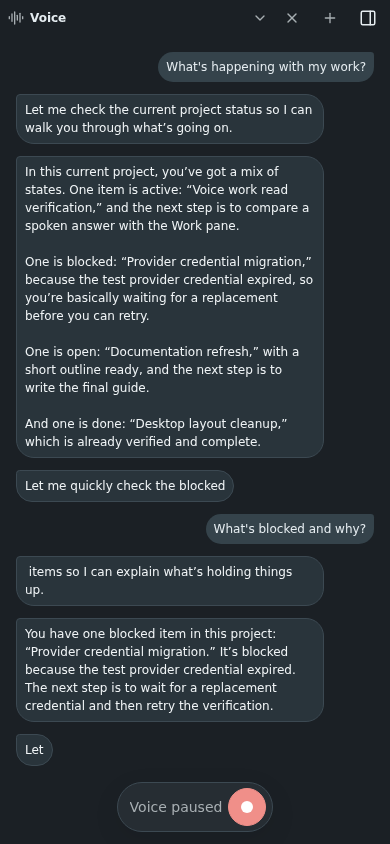 Voice
What's happening with my work?
Let me check the current project status so I can
walk you through what’s going on.
In this current project, you’ve got a mix of
states. One item is active: “Voice work read
verification,” and the next step is to compare a
spoken answer with the Work pane.
One is blocked: “Provider credential migration,”
because the test provider credential expired, so
you’re basically waiting for a replacement
before you can retry.
One is open: “Documentation refresh,” with a
short outline ready, and the next step is to
write the final guide.
And one is done: “Desktop layout cleanup,”
which is already verified and complete.
Let me quickly check the blocked
What's blocked and why?
items so I can explain what’s holding things
up.
You have one blocked item in this project:
“Provider credential migration.” It’s blocked
because the test provider credential expired.
The next step is to wait for a replacement
credential and then retry the verification.
Let
Voice paused